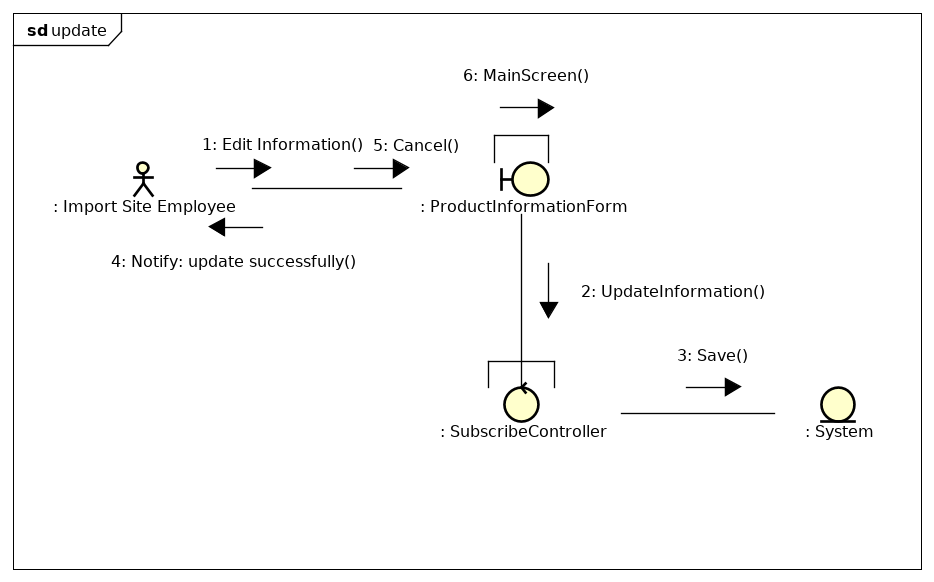 sd update
6: MainScreen()
1: Edit Information() 5: Cancel()
: Import Site Employee : ProductInformationForm
4: Notify: update successfully()
2: UpdateInformation()
3: Save()
: SubscribeController : System